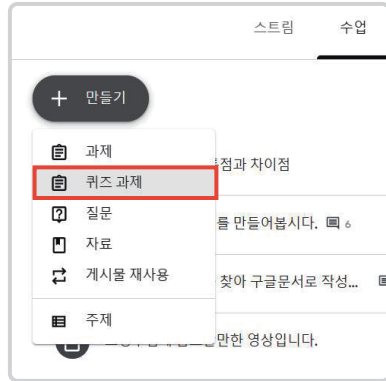 스트림 수업
+ 만들기
과제
점과 차이점
퀴즈 과제
질문
를 만들어봅시다. 6
자료
게시물 재사용
찾아 구글문서로 작성...
주제
만한 영상입니다.